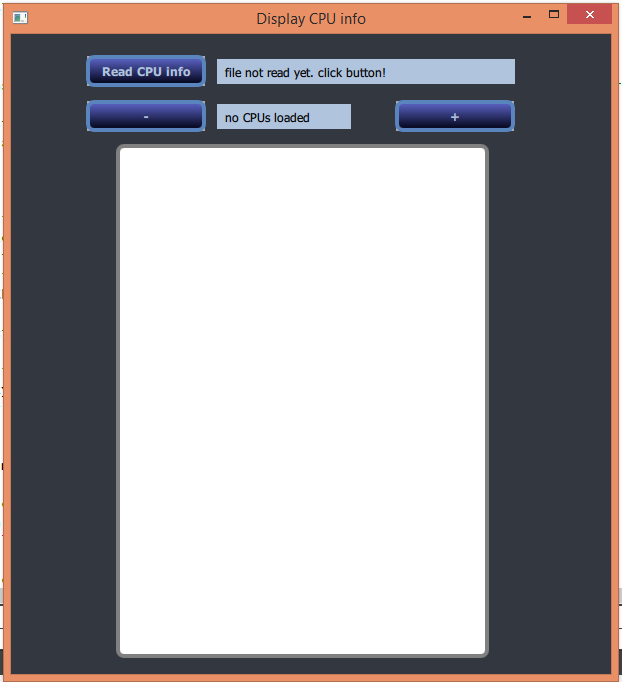 Display CPU info
Read CPU info file not read yet. click button!
- no CPUs loaded +